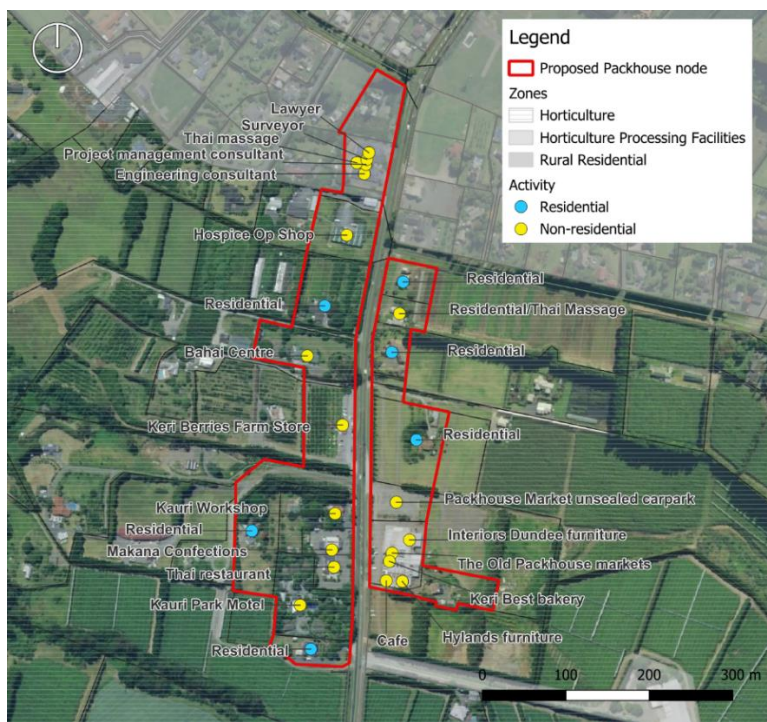 Legend
Proposed Packhouse node
Zones
Horticulture
Horticulture Processing Facilities
Rural Residential
Activity
Residential
Non-residential
Lawyer
Surveyor
Thai massage
Project management consultant
Engineering consultant
Hospice Op Shop
Residential
Residential
Residential/Thai Massage
Bahai Centre
Residential
Keri Berries Farm Store
Residential
Kauri Workshop
Packhouse Market unsealed carpark
Residential
Interiors Dundee furniture
Makana Confections
The Old Packhouse markets
Thai restaurant
Keri Best bakery
Kauri Park Motel
Cafe
Hylands furniture
Residential
0 100 200 300 m